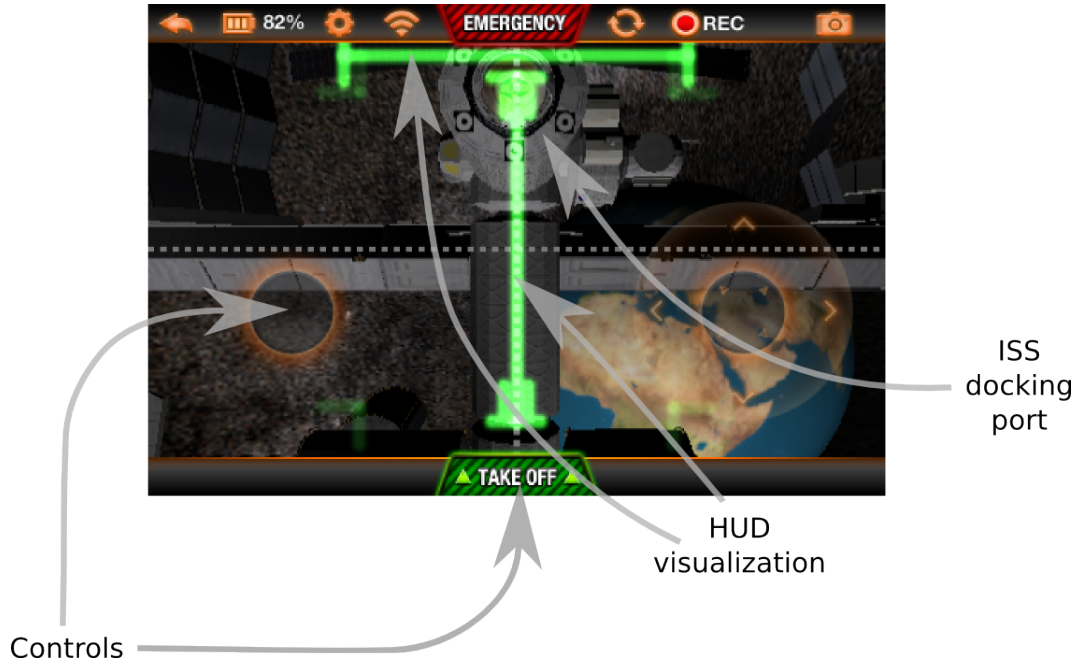 82%
EMERGENCY
REC
TAKE OFF
ISS
docking
port
HUD
visualization
Controls